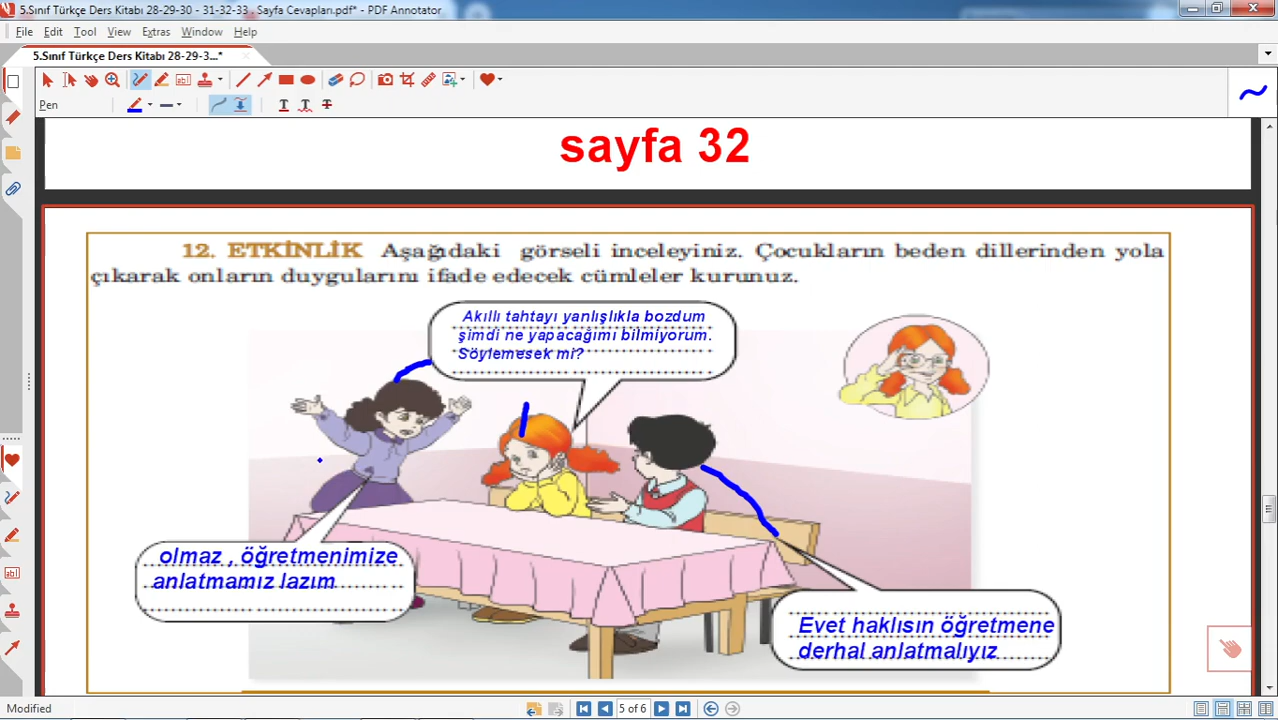 5.Sınıf Türkçe Ders Kitabı 28-29-30 - 31-32-33 - Sayfa Cevapları.pdf* - PDF Annotator
File Edit Tool View Extras Window Help
5.Sınıf Türkçe Ders Kitabı 28-29-3...*
Pen
sayfa 32
12. ETKİNLİK Aşağıdaki görseli inceleyiniz. Çocukların beden dillerinden yola
çıkarak onların duygularını ifade edecek cümleler kurunuz.
Akıllı tahtayı yanlışlıkla bozdum
şimdi ne yapacağımı bilmiyorum.
Söylemesek mi?
olmaz , öğretmenimize
anlatmamız lazım
Evet haklısın öğretmene
derhal anlatmalıyız
Modified
5 of 6